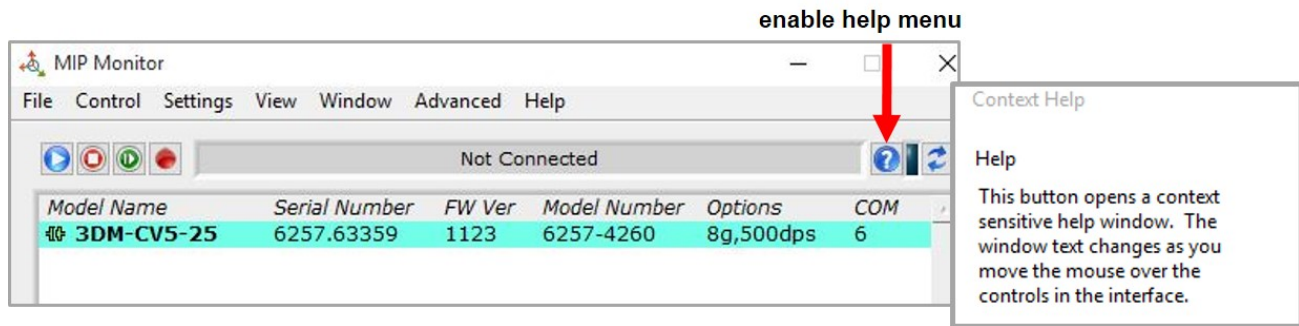 enable help menu
MIP Monitor
File Control Settings View Window Advanced Help
Not Connected
Model Name Serial Number FW Ver Model Number Options COM
3DM-CV5-25 6257.63359 1123 6257-4260 8g,500dps 6
Context Help
Help
This button opens a context
sensitive help window. The
window text changes as you
move the mouse over the
controls in the interface.